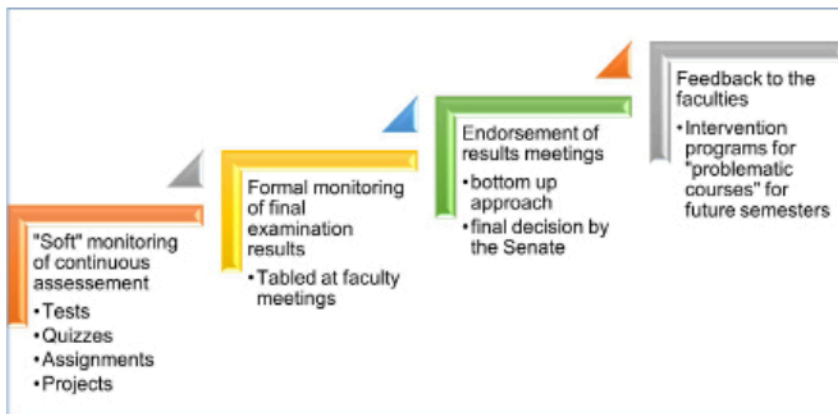 "Soft" monitoring
of continuous
assessement
•Tests
•Quizzes
•Assignments
•Projects
Formal monitoring
of final
examination
results
•Tabled at faculty
meetings
Endorsement of
results meetings
•bottom up
approach
•final decision by
the Senate
Feedback to the
faculties
•Intervention
programs for
"problematic
courses" for
future semesters